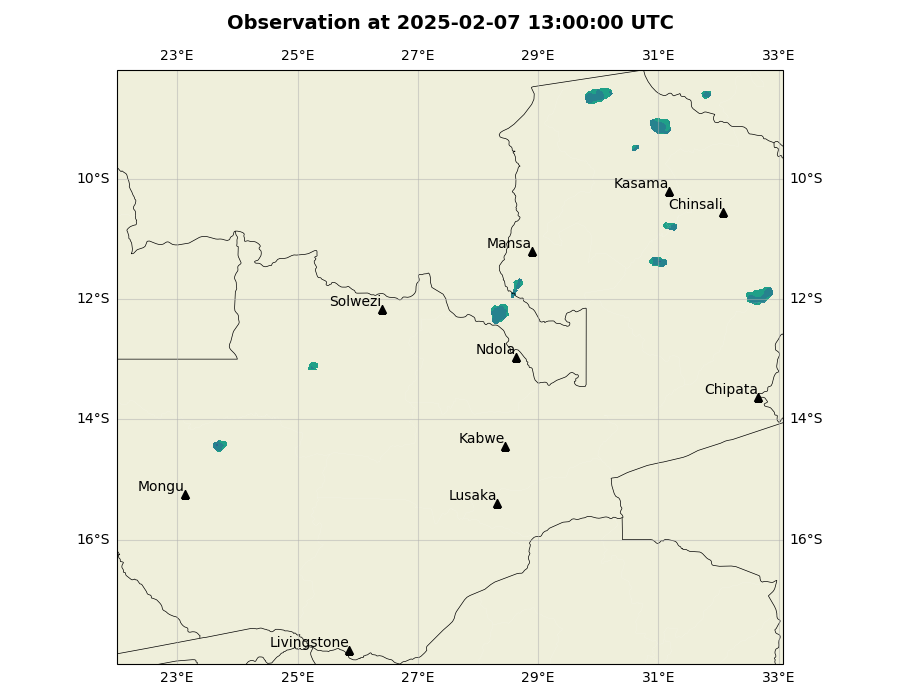 Observation at 2025-02-07 13:00:00 UTC
23°E 25°E 27°E 29°E 31°E 33°E
10°S 10°S
Kasama
Chinsali
Mansa
12°S 12°S
Solwezi
Ndola
Chipata
14°S 14°S
Kabwe
Mongu
Lusaka
16°S 16°S
Livingstone
23°E 25°E 27°E 29°E 31°E 33°E